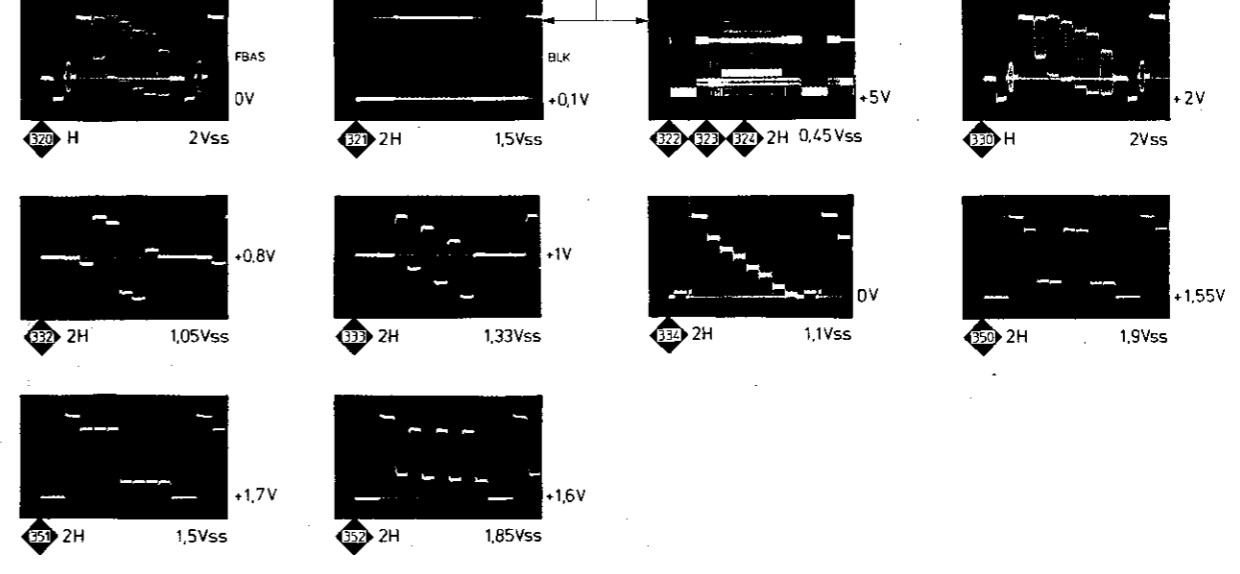 FBAS
0V
320 H 2Vss
BLK
+0,1V
321 2H 1,5Vss
+5V
322 323 324 2H 0,45Vss
+2V
330 H 2Vss
+0,8V
332 2H 1,05Vss
+1V
333 2H 1,33Vss
0V
334 2H 1,1Vss
+1,55V
350 2H 1,9Vss
+1,7V
351 2H 1,5Vss
+1,6V
352 2H 1,85Vss